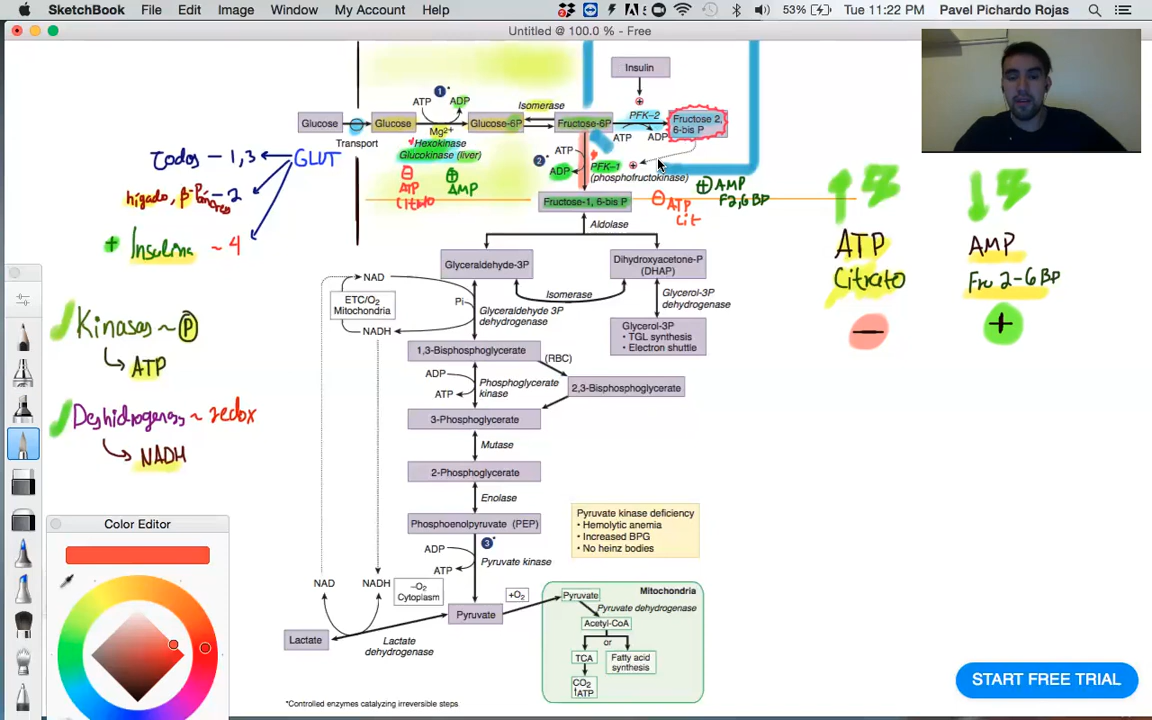 SketchBook File Edit Image Window My Account Help
53% Tue 11:22 PM Pavel Pichardo Rojas
Untitled @ 100.0 % - Free
Insulin
ATP ADP
Isomerase
PFK-2
Fructose 2,
6-bis P
Glucose Glucose Glucose-6P Fructose-6P
Transport
Mg2+
ATP ADP
Hexokinase
Glucokinase (liver)
ATP
ADP
PFK-1
(phosphofructokinase)
Todos - 1,3 GLUT
ATP
Citrato
AMP
AMP
F2,6BP
ATP
Cit
hígado, β-Páncreas - 2
+ Insulina ~ 4
Fructose-1, 6-bis P
Aldolase
ATP
Citrato
−
AMP
Fru 2-6BP
+
Glyceraldehyde-3P
Dihydroxyacetone-P
(DHAP)
NAD
ETC/O2
Mitochondria
NADH
Pi
Glyceraldehyde 3P
dehydrogenase
Isomerase
Glycerol-3P
dehydrogenase
Glycerol-3P
• TGL synthesis
• Electron shuttle
Kinasas ~ P
ATP
1,3-Bisphosphoglycerate
(RBC)
ADP
ATP
Phosphoglycerate
kinase
2,3-Bisphosphoglycerate
Deshidrogenasas ~ redox
NADH
3-Phosphoglycerate
Mutase
2-Phosphoglycerate
Enolase
Phosphoenolpyruvate (PEP)
Pyruvate kinase deficiency
• Hemolytic anemia
• Increased BPG
• No heinz bodies
Color Editor
ADP
ATP
3*
Pyruvate kinase
NAD NADH
–O2
Cytoplasm
+O2
Pyruvate
Lactate
Lactate
dehydrogenase
Mitochondria
Pyruvate
Pyruvate dehydrogenase
Acetyl-CoA
or
TCA
Fatty acid
synthesis
CO2
↑ATP
START FREE TRIAL
*Controlled enzymes catalyzing irreversible steps